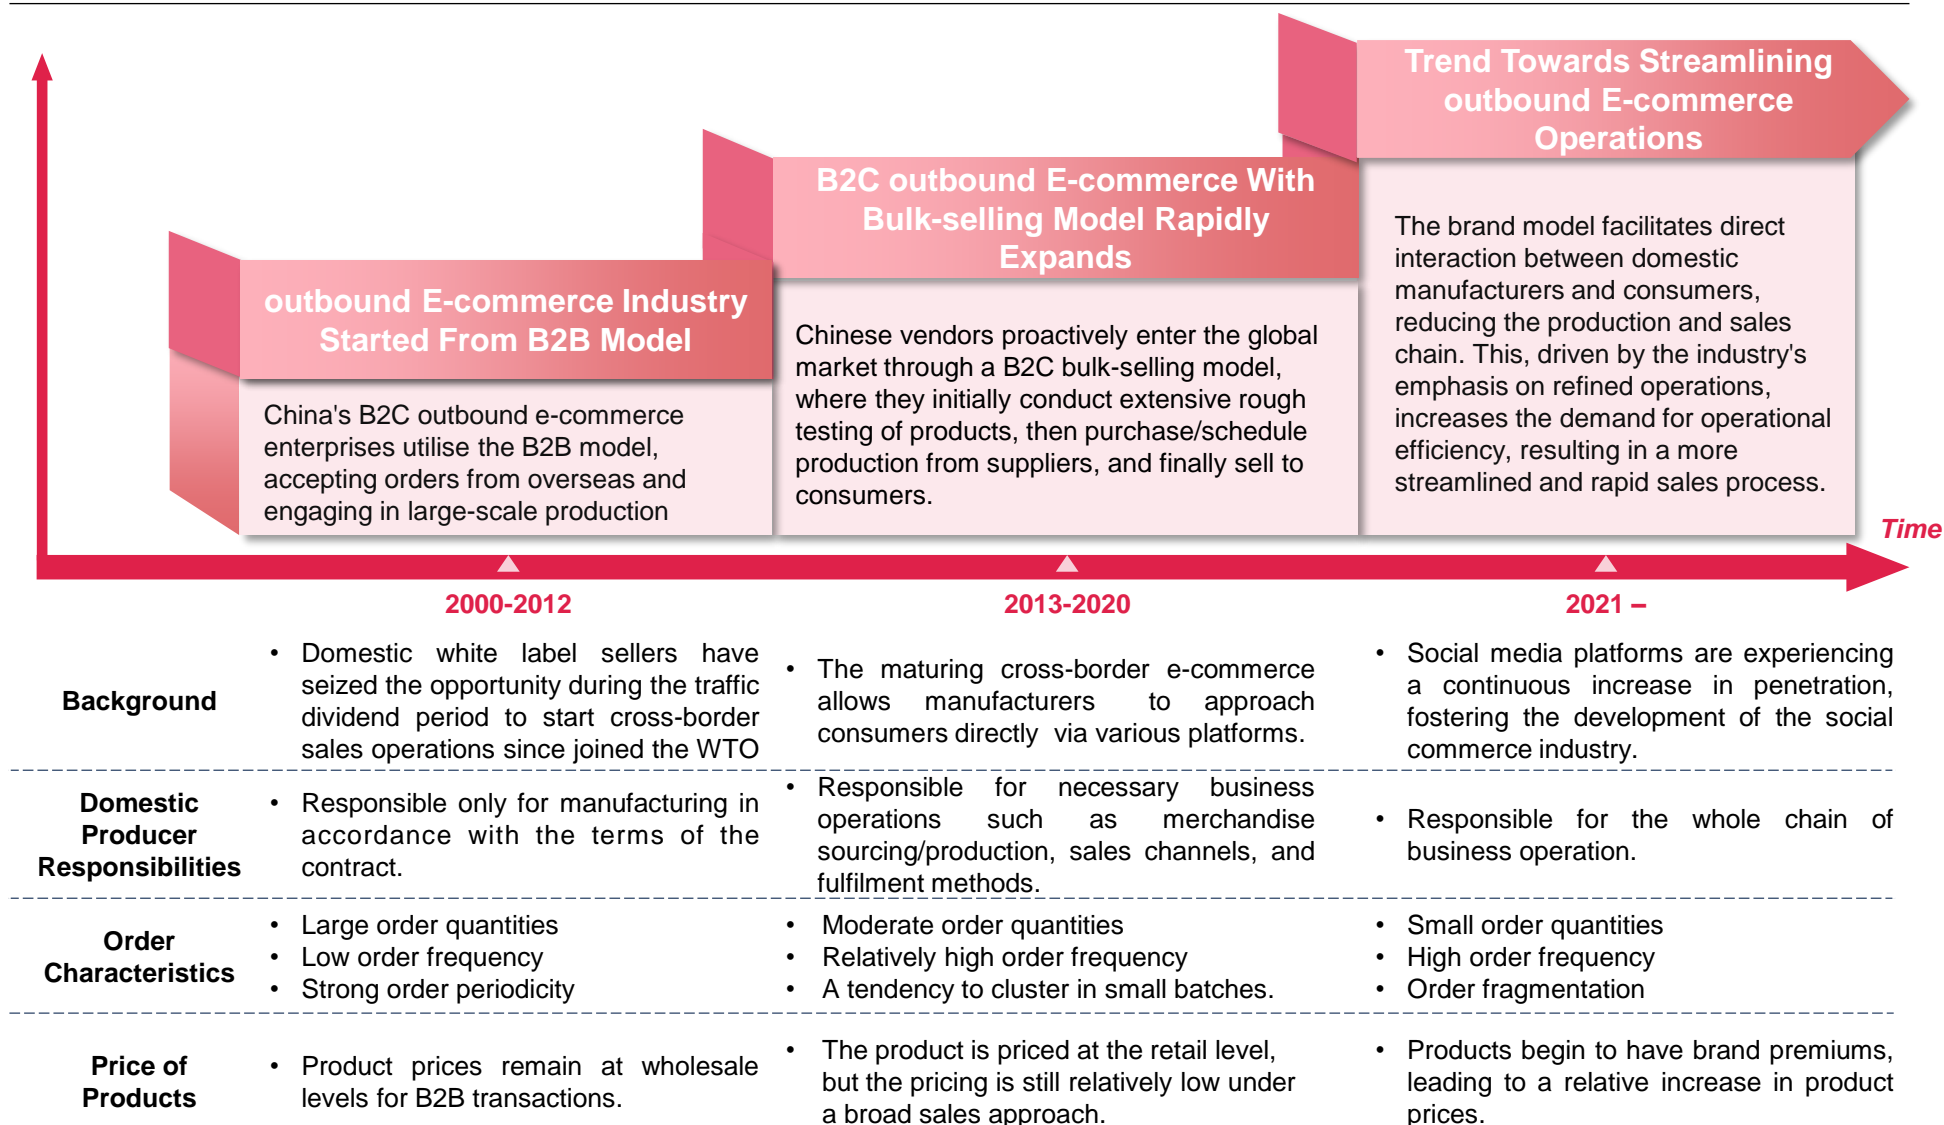 Trend Towards Streamlining
outbound E-commerce
Operations
B2C outbound E-commerce With
Bulk-selling Model Rapidly
Expands
outbound E-commerce Industry
Started From B2B Model
The brand model facilitates direct
interaction between domestic
manufacturers and consumers,
reducing the production and sales
chain. This, driven by the industry's
emphasis on refined operations,
increases the demand for operational
efficiency, resulting in a more
streamlined and rapid sales process.
Chinese vendors proactively enter the global
market through a B2C bulk-selling model,
where they initially conduct extensive rough
testing of products, then purchase/schedule
production from suppliers, and finally sell to
consumers.
China's B2C outbound e-commerce
enterprises utilise the B2B model,
accepting orders from overseas and
engaging in large-scale production
Time
2000-2012
2013-2020
2021 –
Background
• Domestic white label sellers have
seized the opportunity during the traffic
dividend period to start cross-border
sales operations since joined the WTO
• The maturing cross-border e-commerce
allows manufacturers to approach
consumers directly via various platforms.
• Social media platforms are experiencing
a continuous increase in penetration,
fostering the development of the social
commerce industry.
Domestic
Producer
Responsibilities
• Responsible only for manufacturing in
accordance with the terms of the
contract.
• Responsible for necessary business
operations such as merchandise
sourcing/production, sales channels, and
fulfilment methods.
• Responsible for the whole chain of
business operation.
Order
Characteristics
• Large order quantities
• Low order frequency
• Strong order periodicity
• Moderate order quantities
• Relatively high order frequency
• A tendency to cluster in small batches.
• Small order quantities
• High order frequency
• Order fragmentation
Price of
Products
• Product prices remain at wholesale
levels for B2B transactions.
• The product is priced at the retail level,
but the pricing is still relatively low under
a broad sales approach.
• Products begin to have brand premiums,
leading to a relative increase in product
prices.